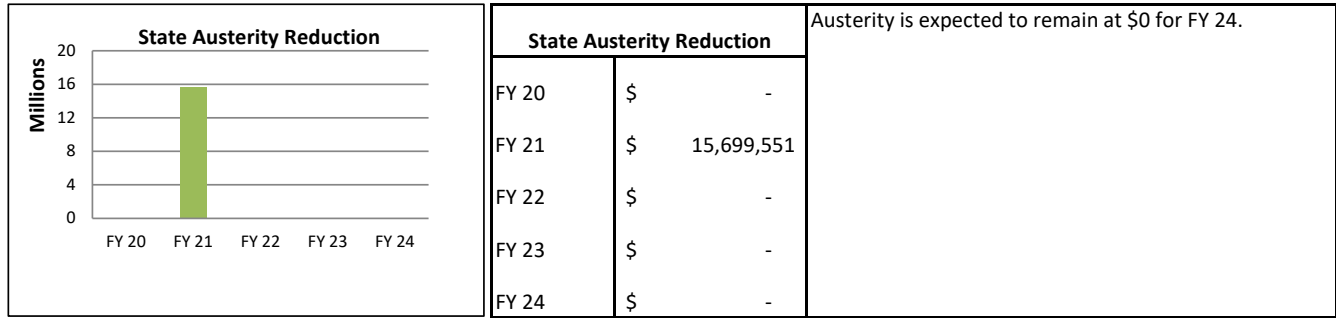 State Austerity Reduction
Millions
20
16
12
8
4
0
FY 20 FY 21 FY 22 FY 23 FY 24
State Austerity Reduction
FY 20 $ -
FY 21 $ 15,699,551
FY 22 $ -
FY 23 $ -
FY 24 $ -
Austerity is expected to remain at $0 for FY 24.